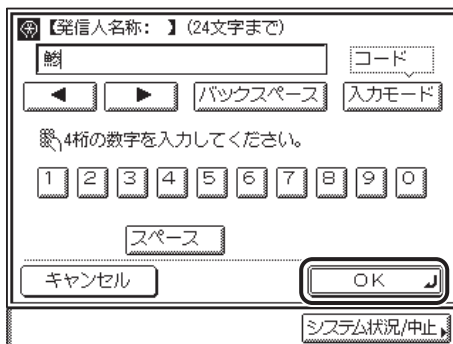 【発信人名称： 】(24文字まで)
コード
◀ ▶ バックスペース 入力モード
4桁の数字を入力してください。
1 2 3 4 5 6 7 8 9 0
スペース
キャンセル OK
システム状況/中止